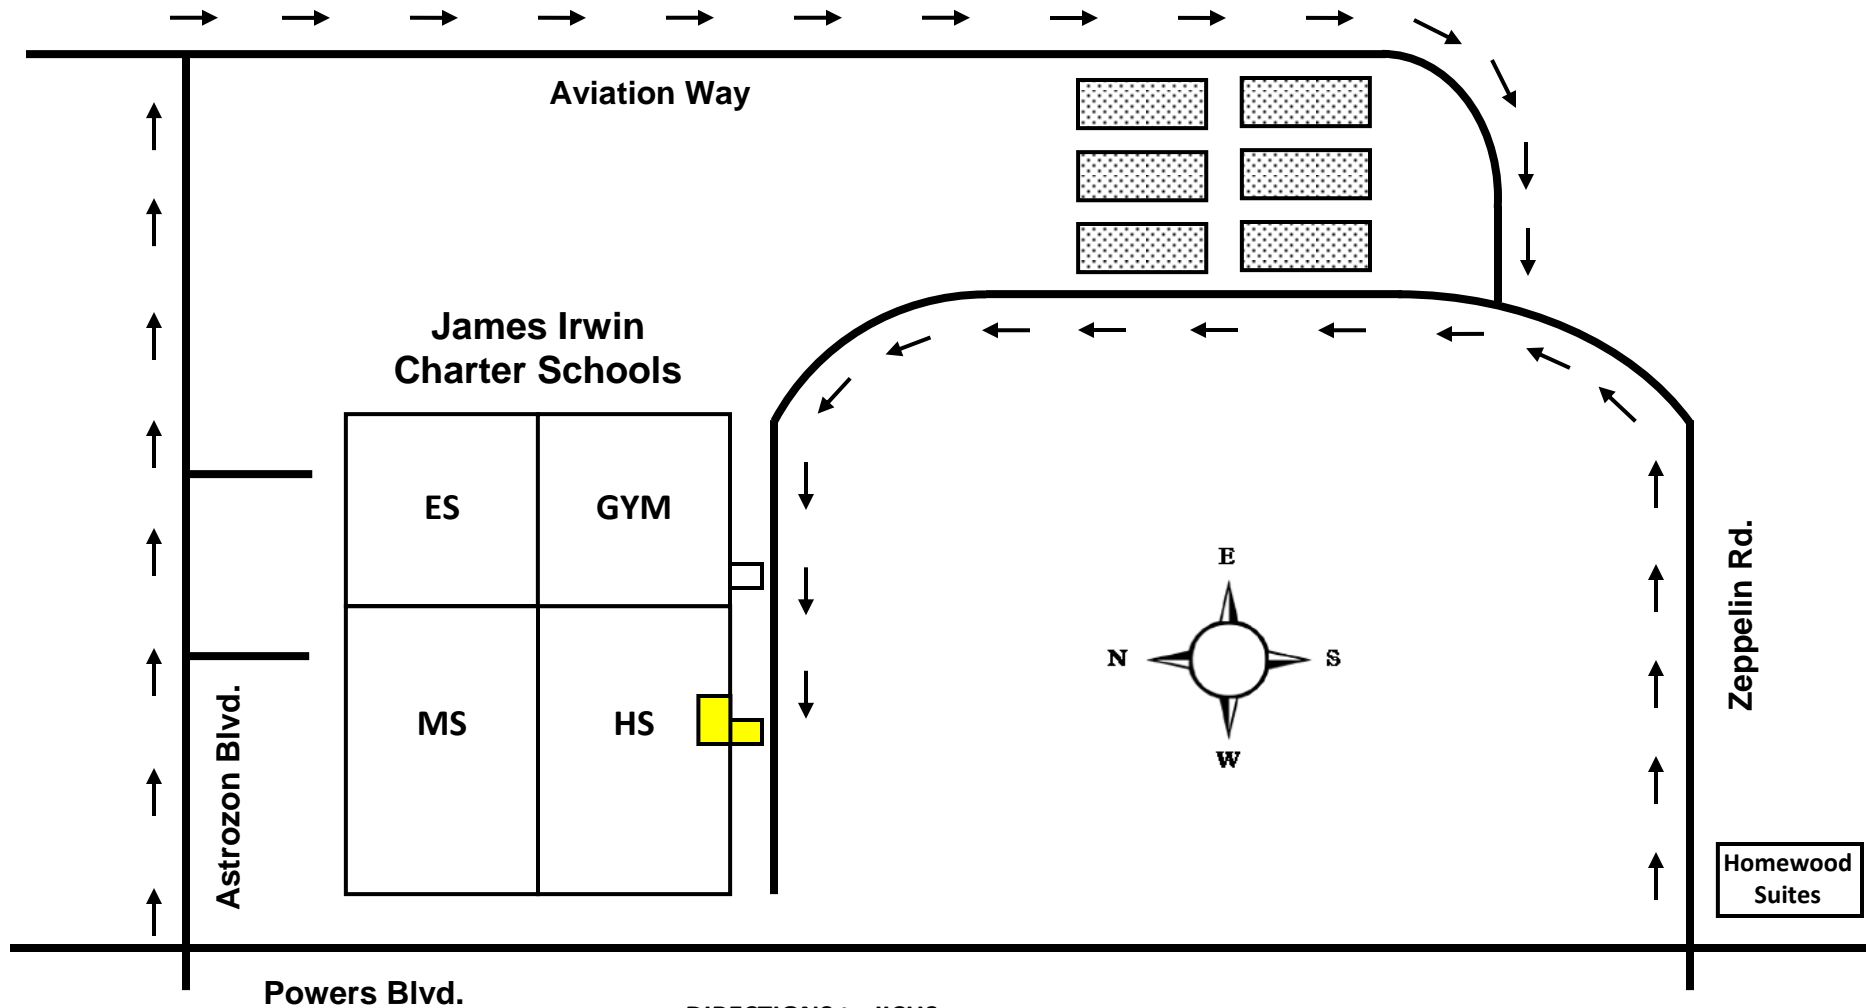 Aviation Way
James Irwin
Charter Schools
ES
GYM
MS
HS
E
N
S
W
Astrozon Blvd.
Zeppelin Rd.
Homewood
Suites
Powers Blvd.